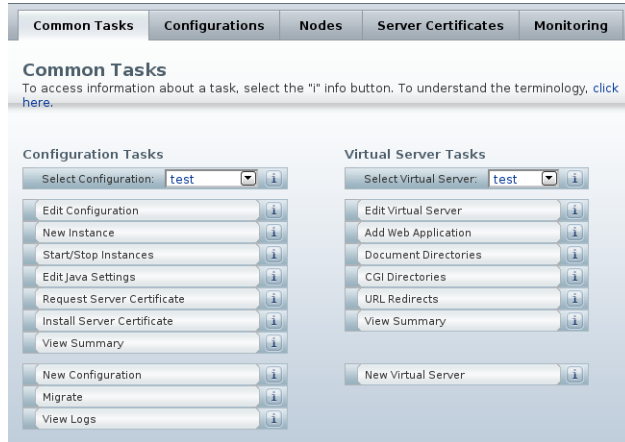 Common Tasks
Configurations
Nodes
Server Certificates
Monitoring
Common Tasks
To access information about a task, select the "i" info button. To understand the terminology, click
here.
Configuration Tasks
Select Configuration: test i
Edit Configuration i
New Instance i
Start/Stop Instances i
Edit Java Settings i
Request Server Certificate i
Install Server Certificate i
View Summary i
New Configuration i
Migrate i
View Logs i
Virtual Server Tasks
Select Virtual Server: test i
Edit Virtual Server i
Add Web Application i
Document Directories i
CGI Directories i
URL Redirects i
View Summary i
New Virtual Server i